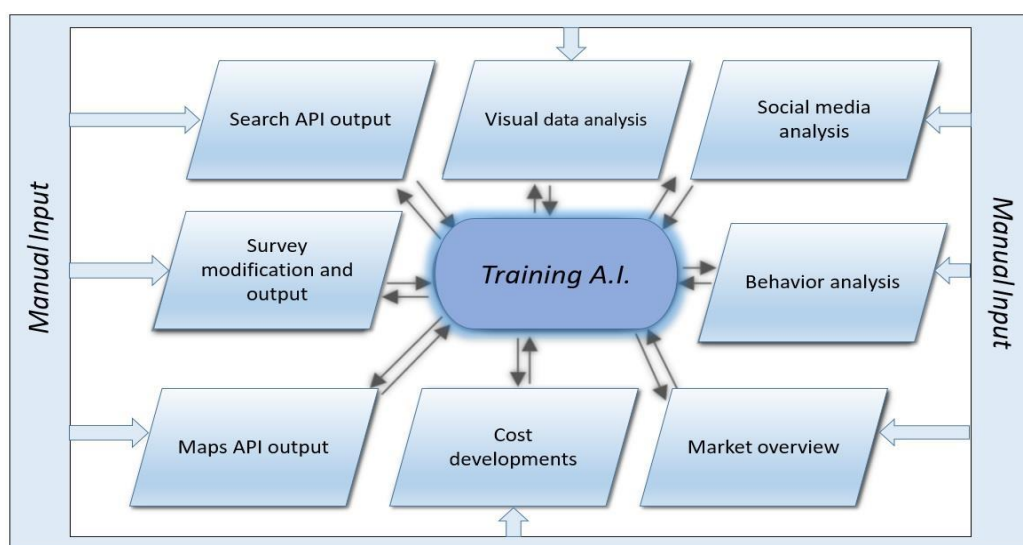 Search API output
Visual data analysis
Social media
analysis
Manual Input
Survey
modification and
output
Training A.I.
Behavior analysis
Manual Input
Maps API output
Cost
developments
Market overview